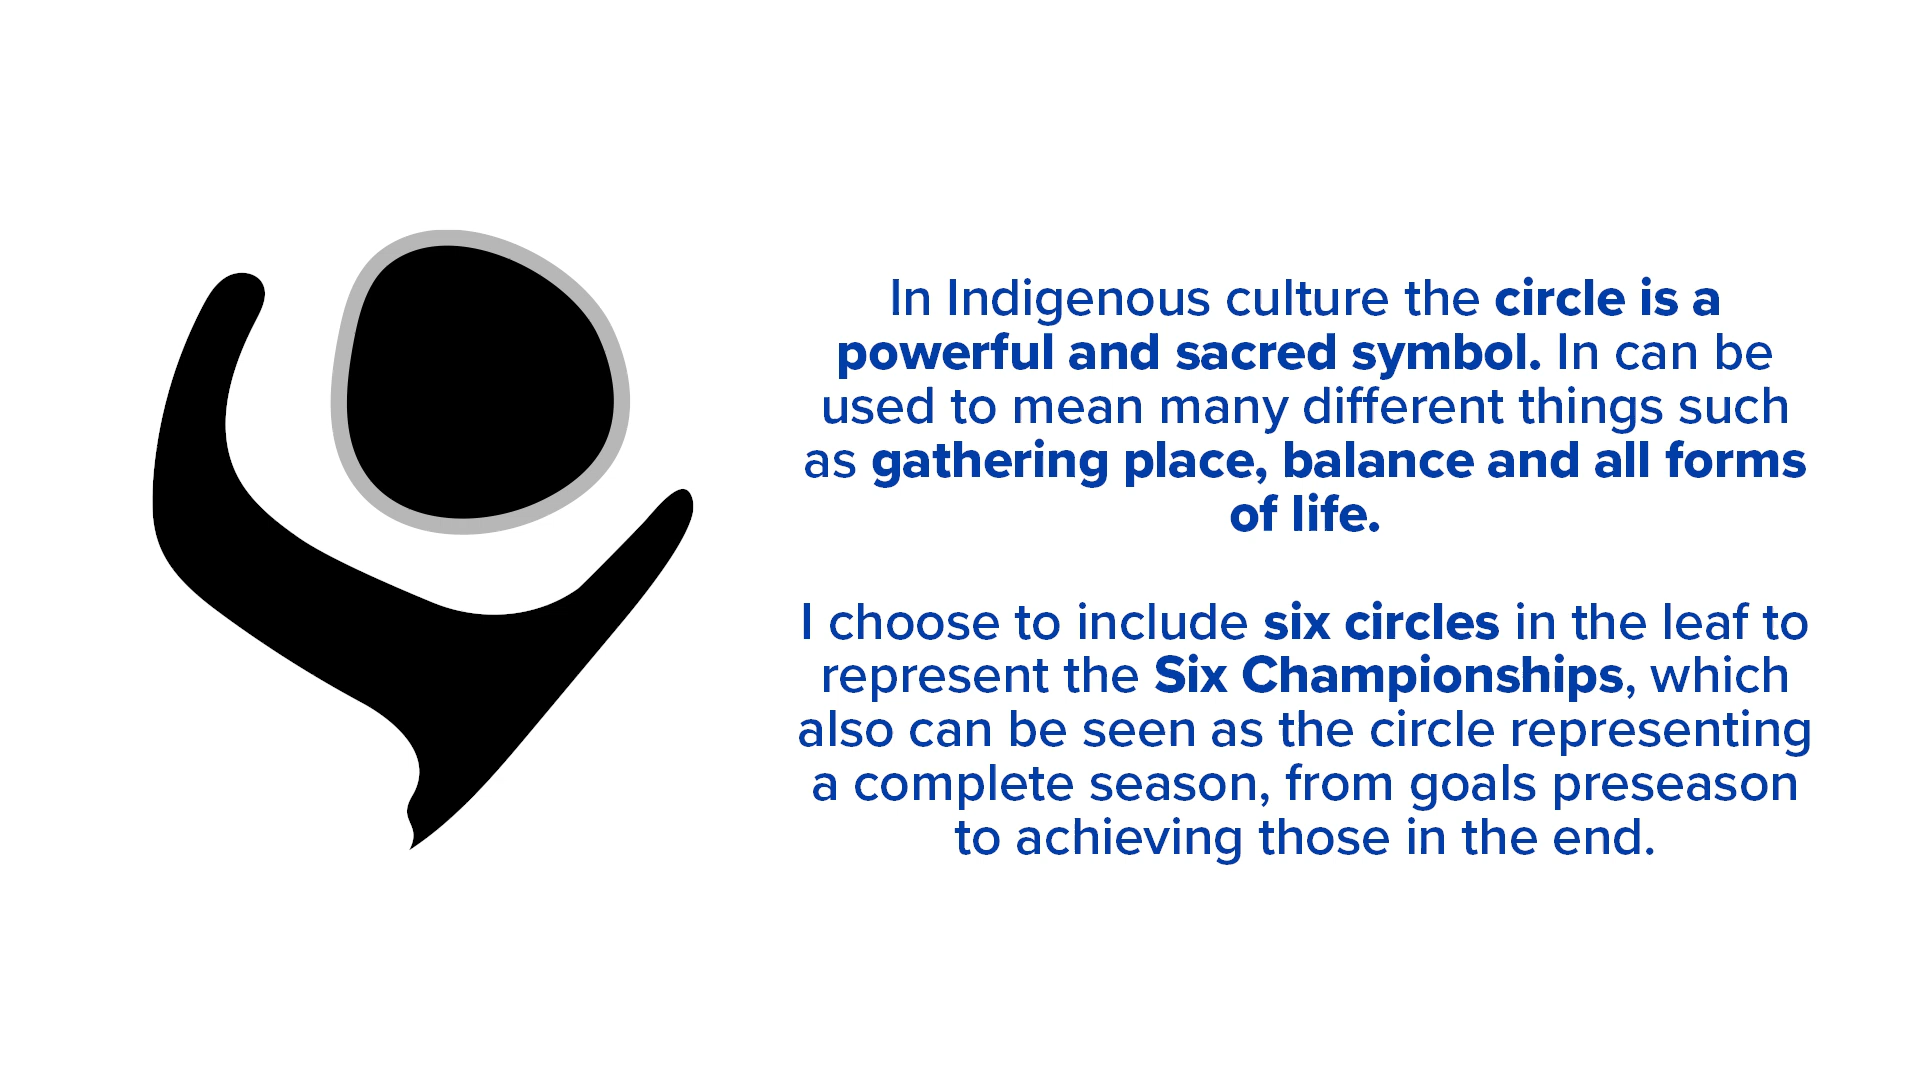 In Indigenous culture the circle is a
powerful and sacred symbol. In can be
used to mean many different things such
as gathering place, balance and all forms
of life.
I choose to include six circles in the leaf to
represent the Six Championships, which
also can be seen as the circle representing
a complete season, from goals preseason
to achieving those in the end.